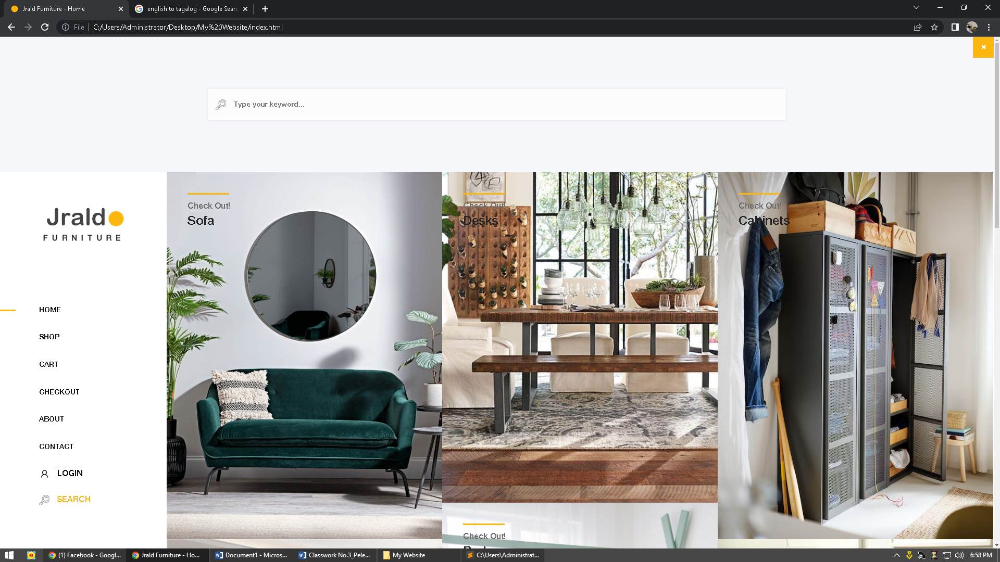 Jrald Furniture - Home
english to tagalog - Google Searc
File
C:/Users/Administrator/Desktop/My%20Website/index.html
Type your keyword...
Jrald
FURNITURE
HOME
SHOP
CART
CHECKOUT
ABOUT
CONTACT
LOGIN
SEARCH
Check Out!
Sofa
Check Out!
Desks
Check Out!
Cabinets
Check Out!
(1) Facebook - Googl...
Jrald Furniture - Ho...
Document1 - Micros...
Classwork No.3_Pele...
My Website
C:\Users\Administrat...
6:58 PM